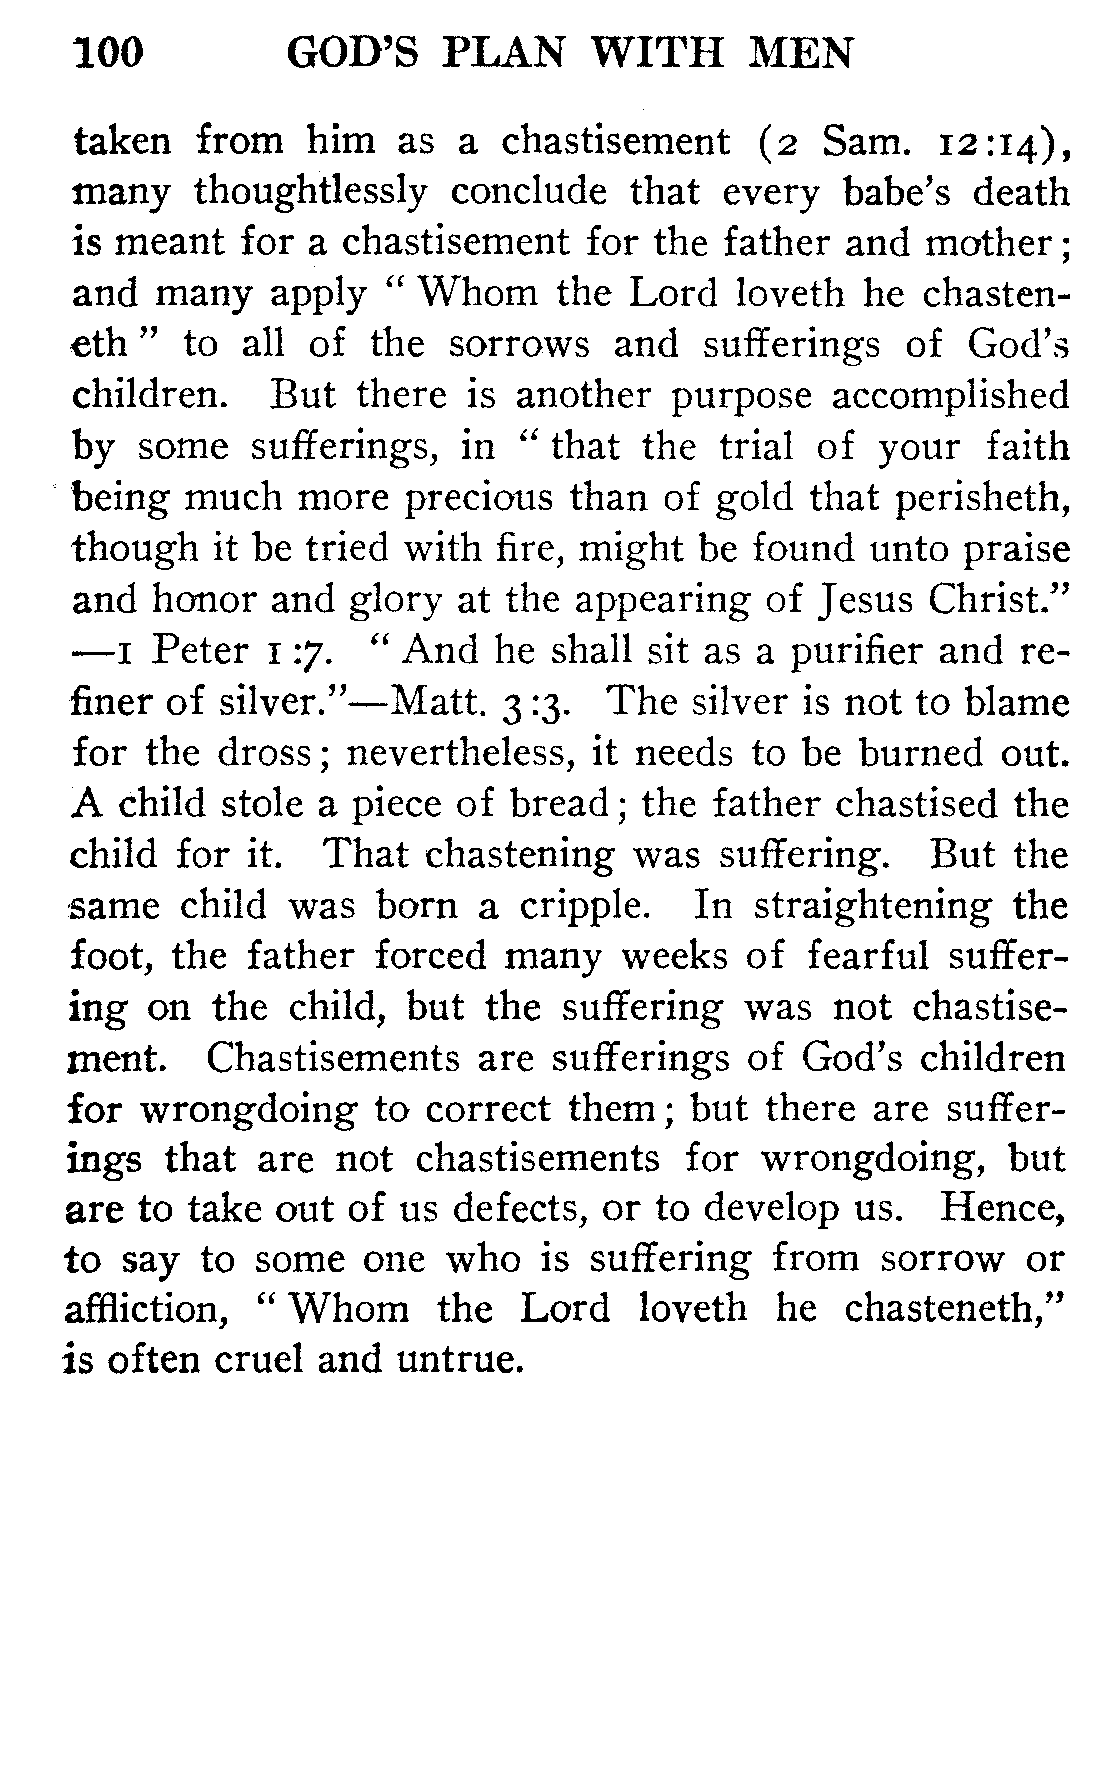 100 GOD'S PLAN WITH MEN
taken from him as a chastisement (2 Sam. 12:14),
many thoughtlessly conclude that every babe's death
is meant for a chastisement for the father and mother;
and many apply " Whom the Lord loveth he chasten-
eth " to all of the sorrows and sufferings of God's
children. But there is another purpose accomplished
by some sufferings, in " that the trial of your faith
being much more precious than of gold that perisheth,
though it be tried with fire, might be found unto praise
and honor and glory at the appearing of Jesus Christ."
—1 Peter 1:7. " And he shall sit as a purifier and re-
finer of silver."—Matt. 3:3. The silver is not to blame
for the dross; nevertheless, it needs to be burned out.
A child stole a piece of bread; the father chastised the
child for it. That chastening was suffering. But the
same child was born a cripple. In straightening the
foot, the father forced many weeks of fearful suffer-
ing on the child, but the suffering was not chastise-
ment. Chastisements are sufferings of God's children
for wrongdoing to correct them; but there are suffer-
ings that are not chastisements for wrongdoing, but
are to take out of us defects, or to develop us. Hence,
to say to some one who is suffering from sorrow or
affliction, " Whom the Lord loveth he chasteneth,"
is often cruel and untrue.